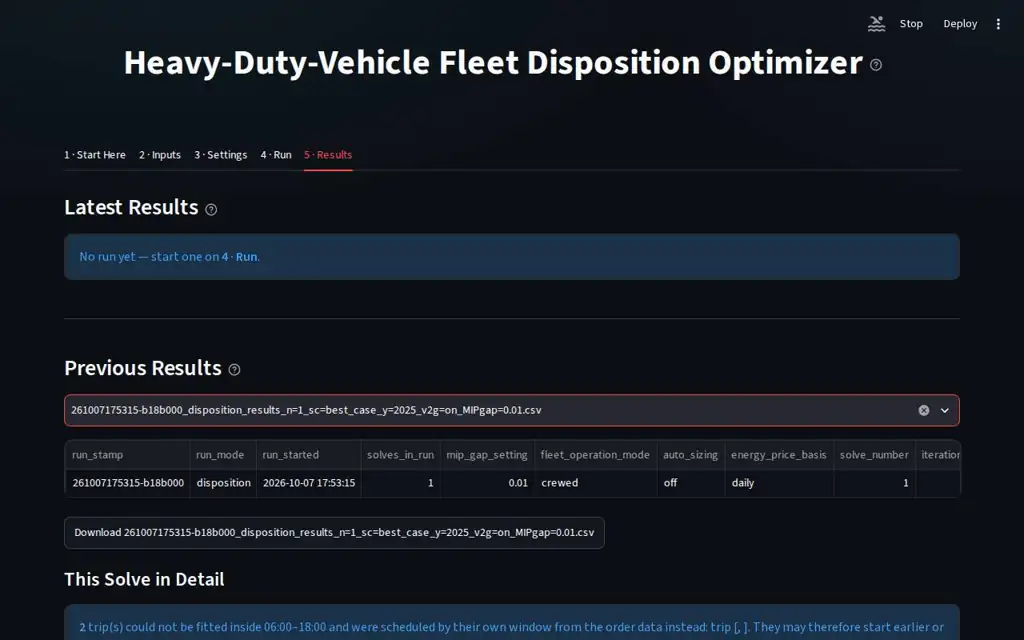 Stop Deploy
Heavy-Duty-Vehicle Fleet Disposition Optimizer
1 · Start Here 2 · Inputs 3 · Settings 4 · Run 5 · Results
Latest Results
No run yet — start one on 4 · Run.
Previous Results
261007175315-b18b000_disposition_results_n=1_sc=best_case_y=2025_v2g=on_MIPgap=0.01.csv
run_stamp run_mode run_started solves_in_run mip_gap_setting fleet_operation_mode auto_sizing energy_price_basis solve_number iteration
261007175315-b18b000 disposition 2026-10-07 17:53:15 1 0.01 crewed off daily 1
Download 261007175315-b18b000_disposition_results_n=1_sc=best_case_y=2025_v2g=on_MIPgap=0.01.csv
This Solve in Detail
2 trip(s) could not be fitted inside 06:00–18:00 and were scheduled by their own window from the order data instead: trip [, ]. They may therefore start earlier or